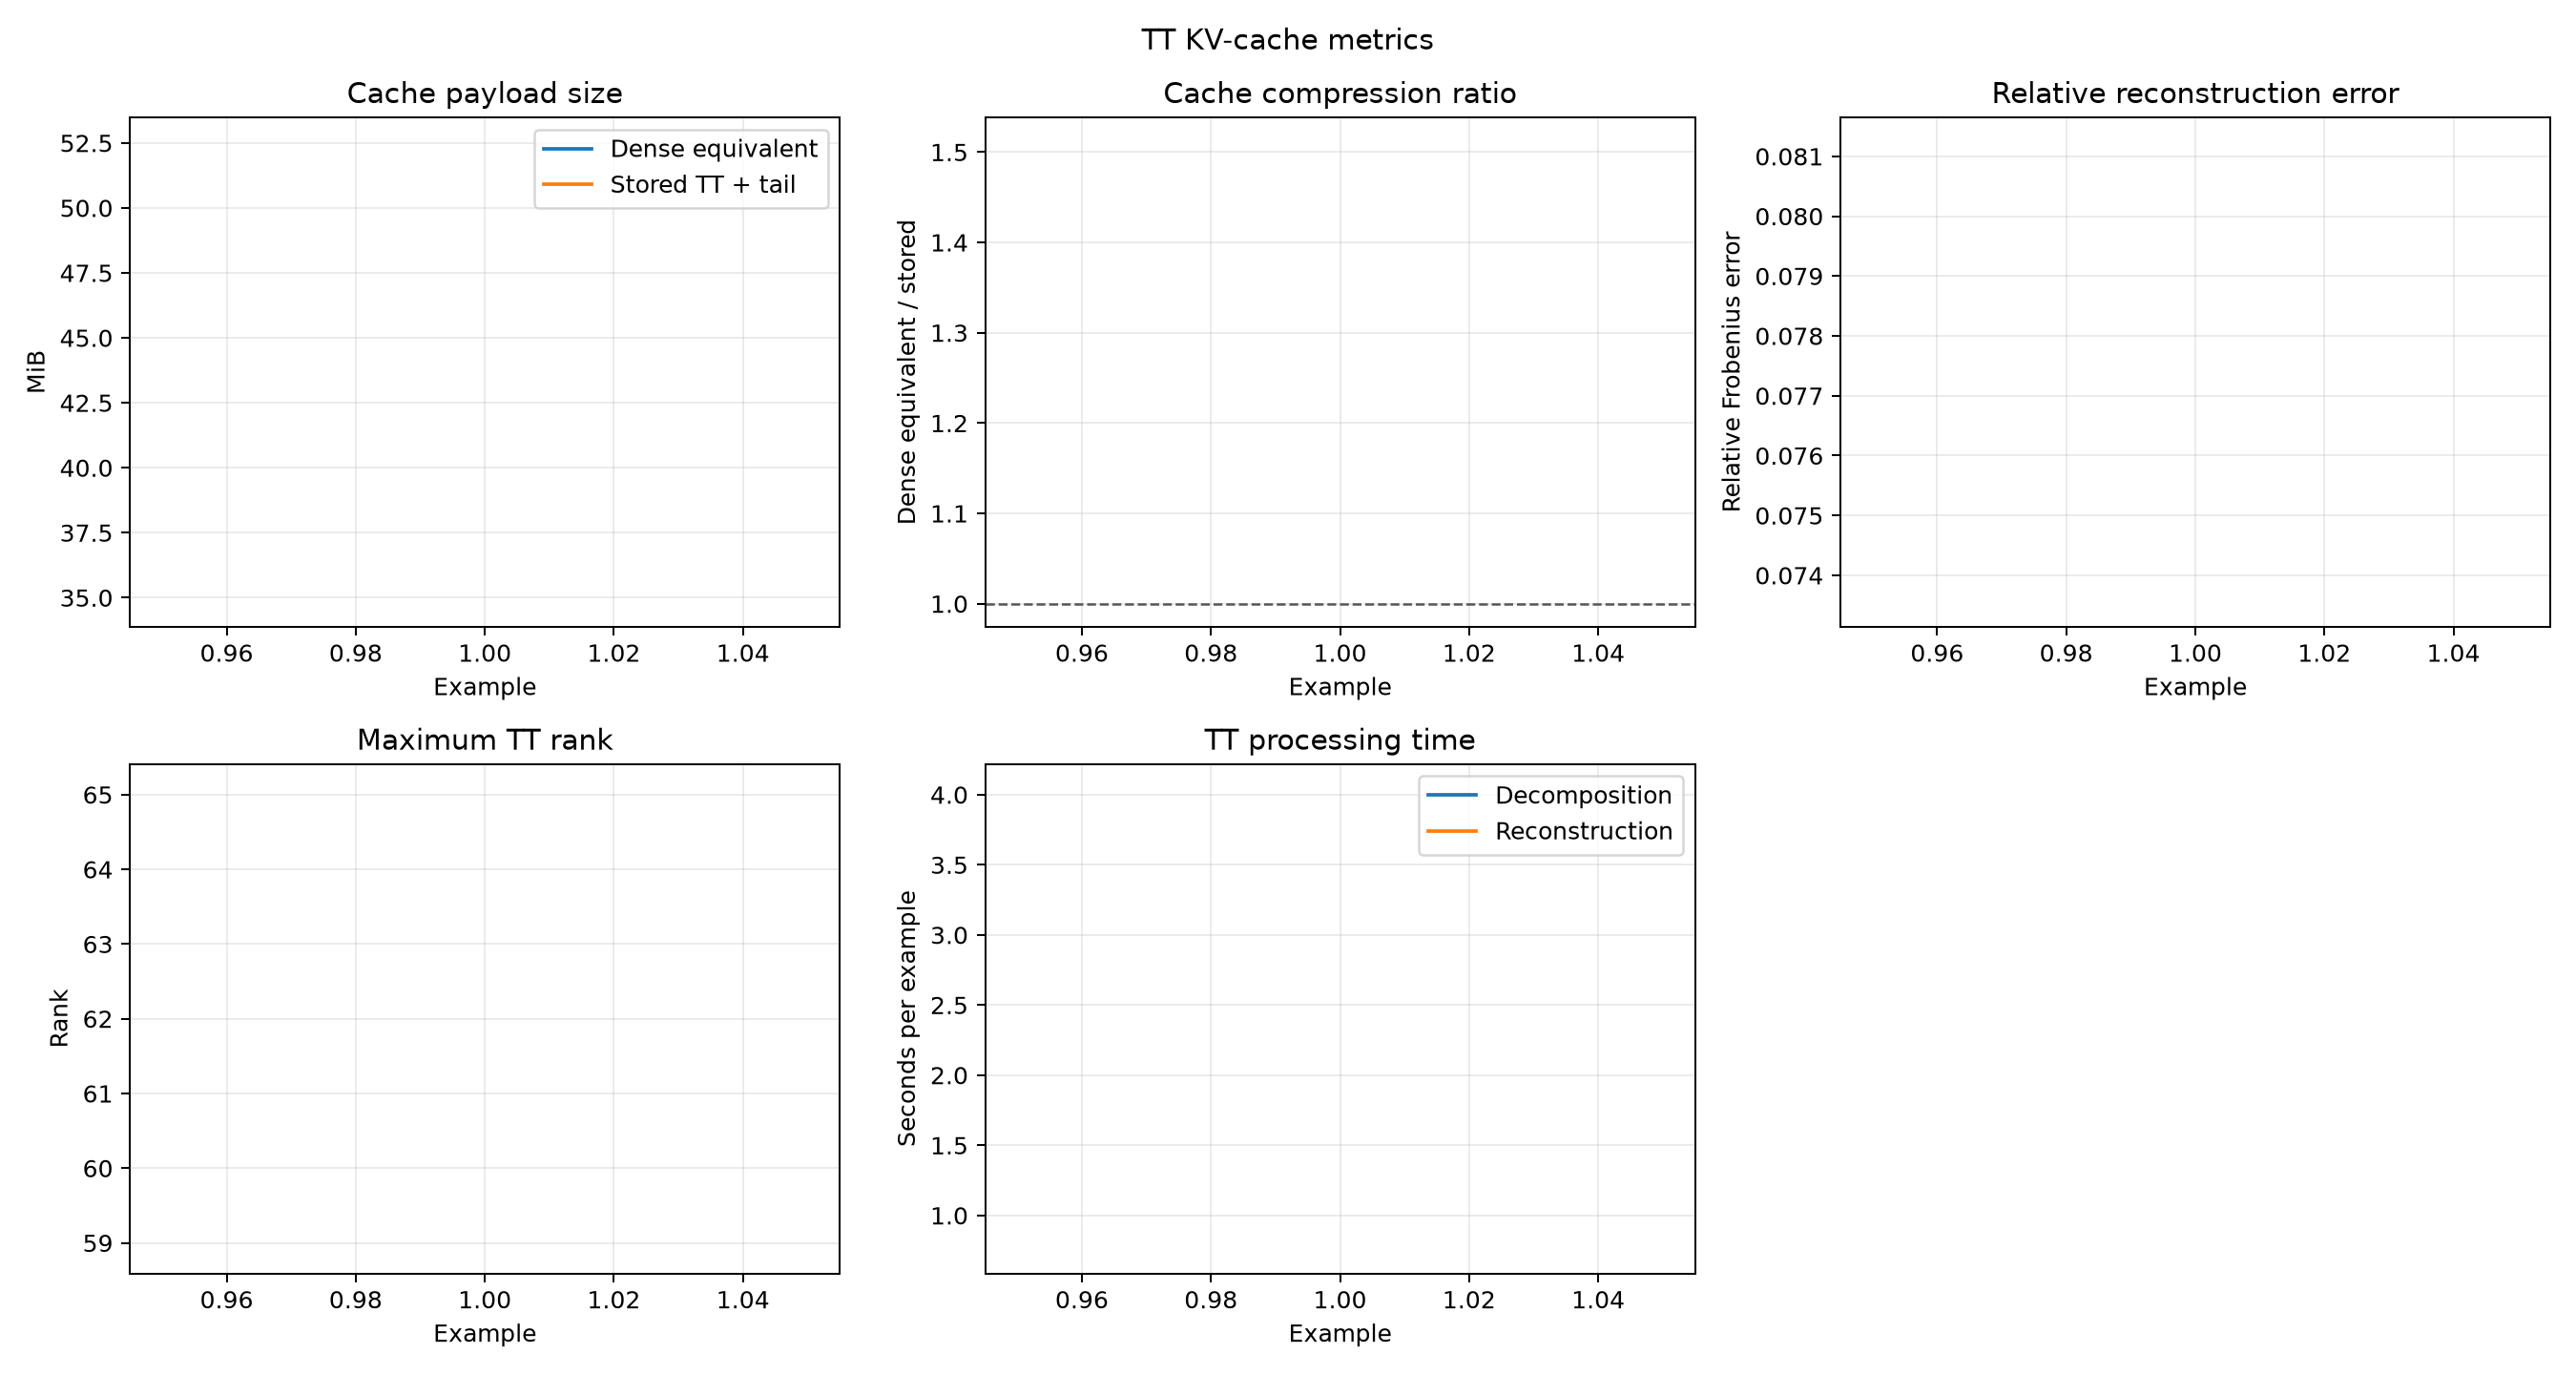 TT KV-cache metrics
Cache payload size
52.5
50.0
47.5
45.0
42.5
40.0
37.5
35.0
MiB
Dense equivalent
Stored TT + tail
0.96 0.98 1.00 1.02 1.04
Example
Cache compression ratio
1.5
1.4
1.3
1.2
1.1
1.0
Dense equivalent / stored
0.96 0.98 1.00 1.02 1.04
Example
Relative reconstruction error
0.081
0.080
0.079
0.078
0.077
0.076
0.075
0.074
Relative Frobenius error
0.96 0.98 1.00 1.02 1.04
Example
Maximum TT rank
65
64
63
62
61
60
59
Rank
0.96 0.98 1.00 1.02 1.04
Example
TT processing time
4.0
3.5
3.0
2.5
2.0
1.5
1.0
Seconds per example
Decomposition
Reconstruction
0.96 0.98 1.00 1.02 1.04
Example